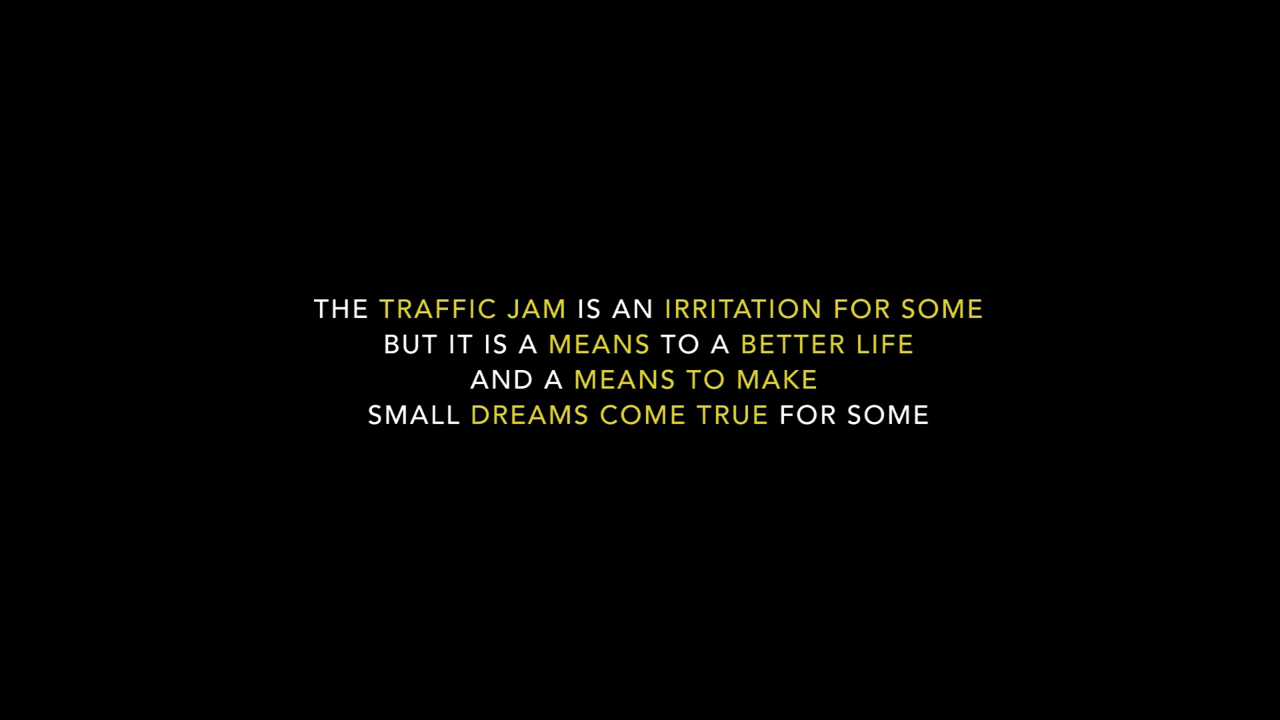 THE TRAFFIC JAM IS AN IRRITATION FOR SOME
BUT IT IS A MEANS TO A BETTER LIFE
AND A MEANS TO MAKE
SMALL DREAMS COME TRUE FOR SOME